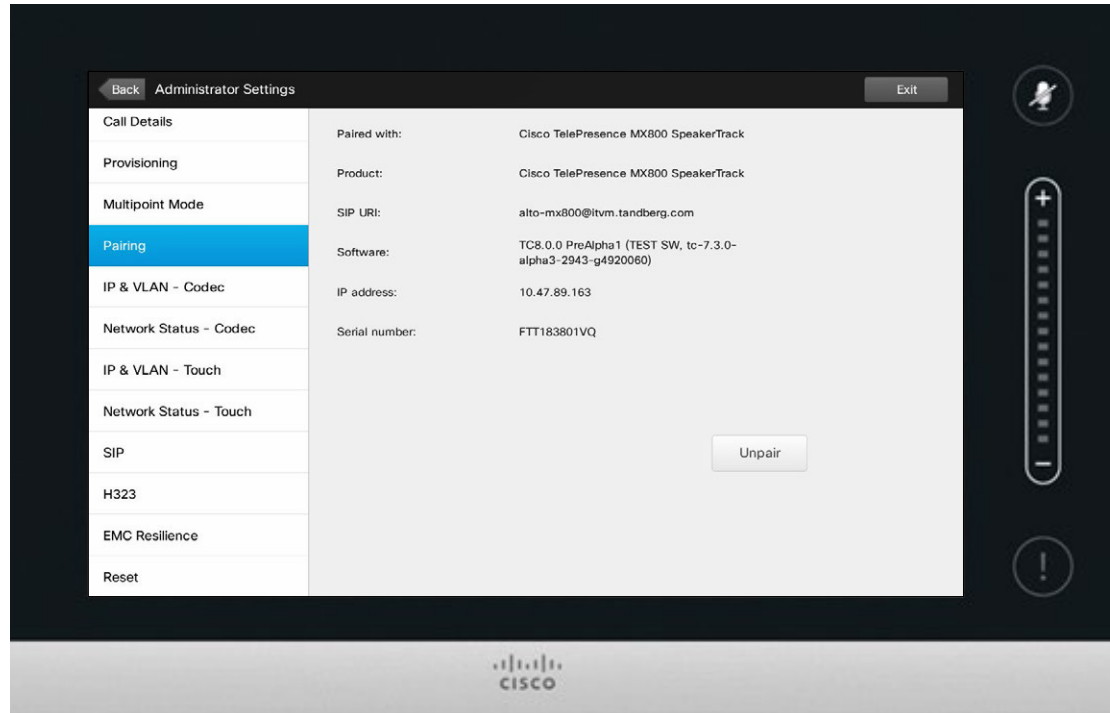 Back Administrator Settings Exit
Call Details
Provisioning
Multipoint Mode
Pairing
IP & VLAN - Codec
Network Status - Codec
IP & VLAN - Touch
Network Status - Touch
SIP
H323
EMC Resilience
Reset
Paired with: Cisco TelePresence MX800 SpeakerTrack
Product: Cisco TelePresence MX800 SpeakerTrack
SIP URI: alto-mx800@itvm.tandberg.com
Software: TC8.0.0 PreAlpha1 (TEST SW, tc-7.3.0-
alpha3-2943-g4920060)
IP address: 10.47.89.163
Serial number: FTT183801VQ
Unpair
+
−
!
CISCO